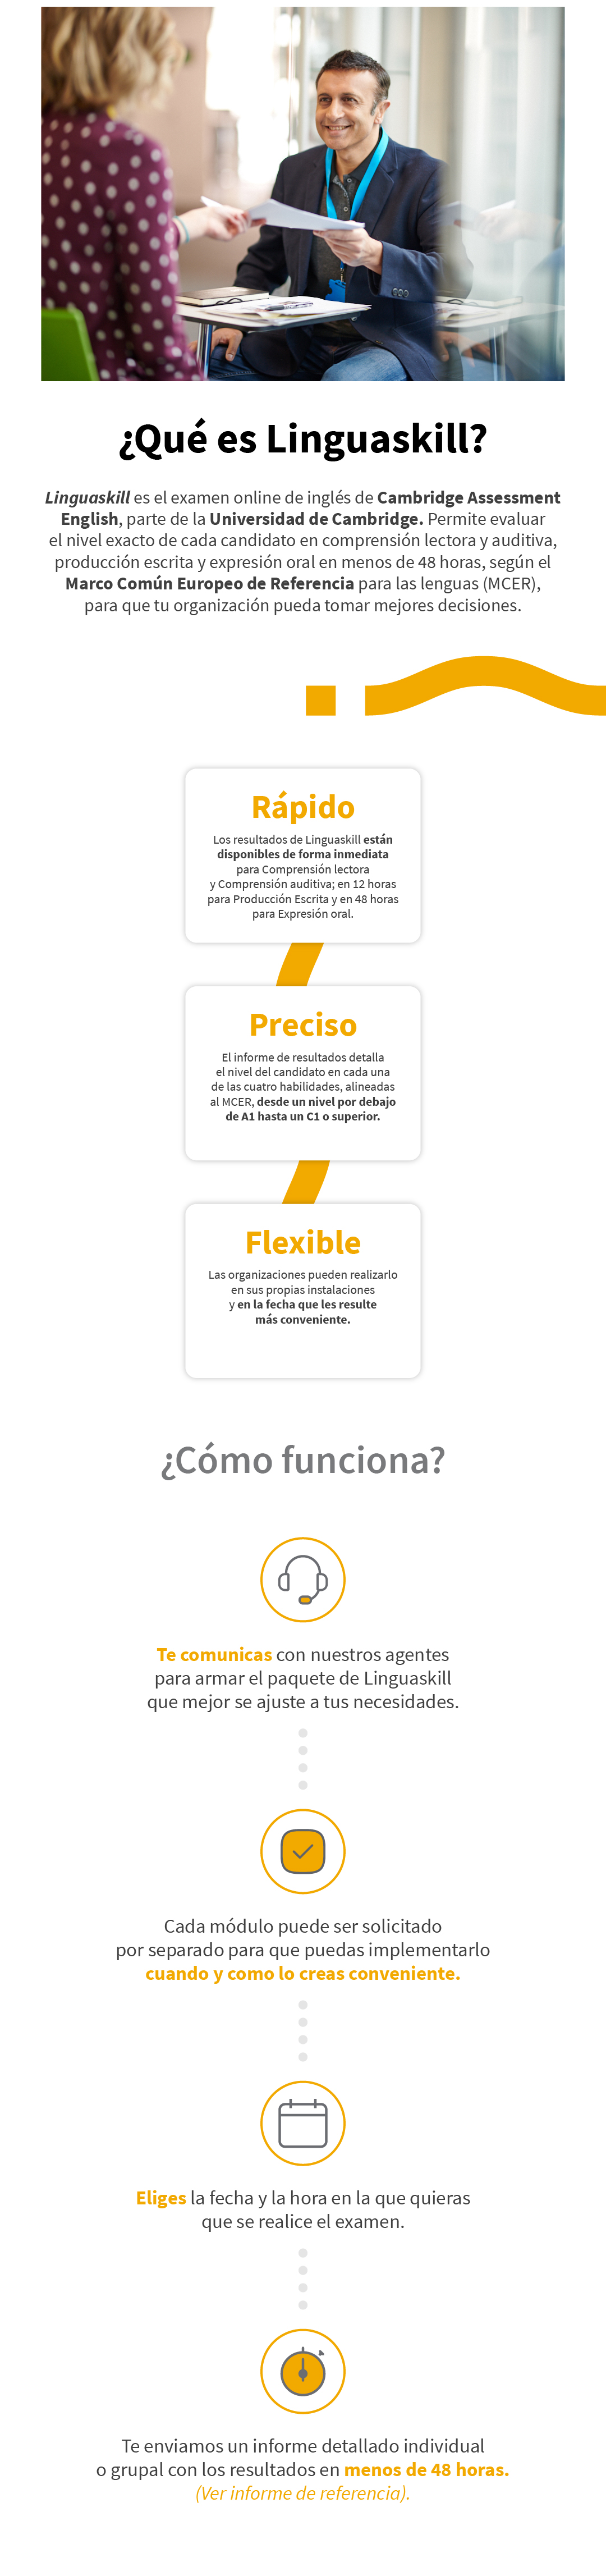 ¿Qué es Linguaskill?
Linguaskill es el examen online de inglés de Cambridge Assessment
English, parte de la Universidad de Cambridge. Permite evaluar
el nivel exacto de cada candidato en comprensión lectora y auditiva,
producción escrita y expresión oral en menos de 48 horas, según el
Marco Común Europeo de Referencia para las lenguas (MCER),
para que tu organización pueda tomar mejores decisiones.
Rápido
Los resultados de Linguaskill están
disponibles de forma inmediata
para Comprensión lectora
y Comprensión auditiva; en 12 horas
para Producción Escrita y en 48 horas
para Expresión oral.
Preciso
El informe de resultados detalla
el nivel del candidato en cada una
de las cuatro habilidades, alineadas
al MCER, desde un nivel por debajo
de A1 hasta un C1 o superior.
Flexible
Las organizaciones pueden realizarlo
en sus propias instalaciones
y en la fecha que les resulte
más conveniente.
¿Cómo funciona?
Te comunicas con nuestros agentes
para armar el paquete de Linguaskill
que mejor se ajuste a tus necesidades.
Cada módulo puede ser solicitado
por separado para que puedas implementarlo
cuando y como lo creas conveniente.
Eliges la fecha y la hora en la que quieras
que se realice el examen.
Te enviamos un informe detallado individual
o grupal con los resultados en menos de 48 horas.
(Ver informe de referencia).